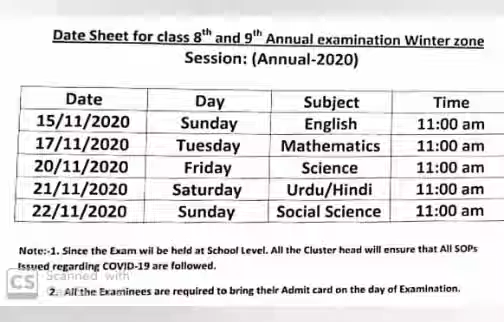 Date Sheet for class 8th and 9th Annual examination Winter zone
Session: (Annual-2020)
Date Day Subject Time
15/11/2020 Sunday English 11:00 am
17/11/2020 Tuesday Mathematics 11:00 am
20/11/2020 Friday Science 11:00 am
21/11/2020 Saturday Urdu/Hindi 11:00 am
22/11/2020 Sunday Social Science 11:00 am
Note:-1. Since the Exam wil be held at School Level. All the Cluster head will ensure that All SOPs
issued regarding COVID-19 are followed.
CS Scanned with
2. All the Examinees are required to bring their Admit card on the day of Examination.